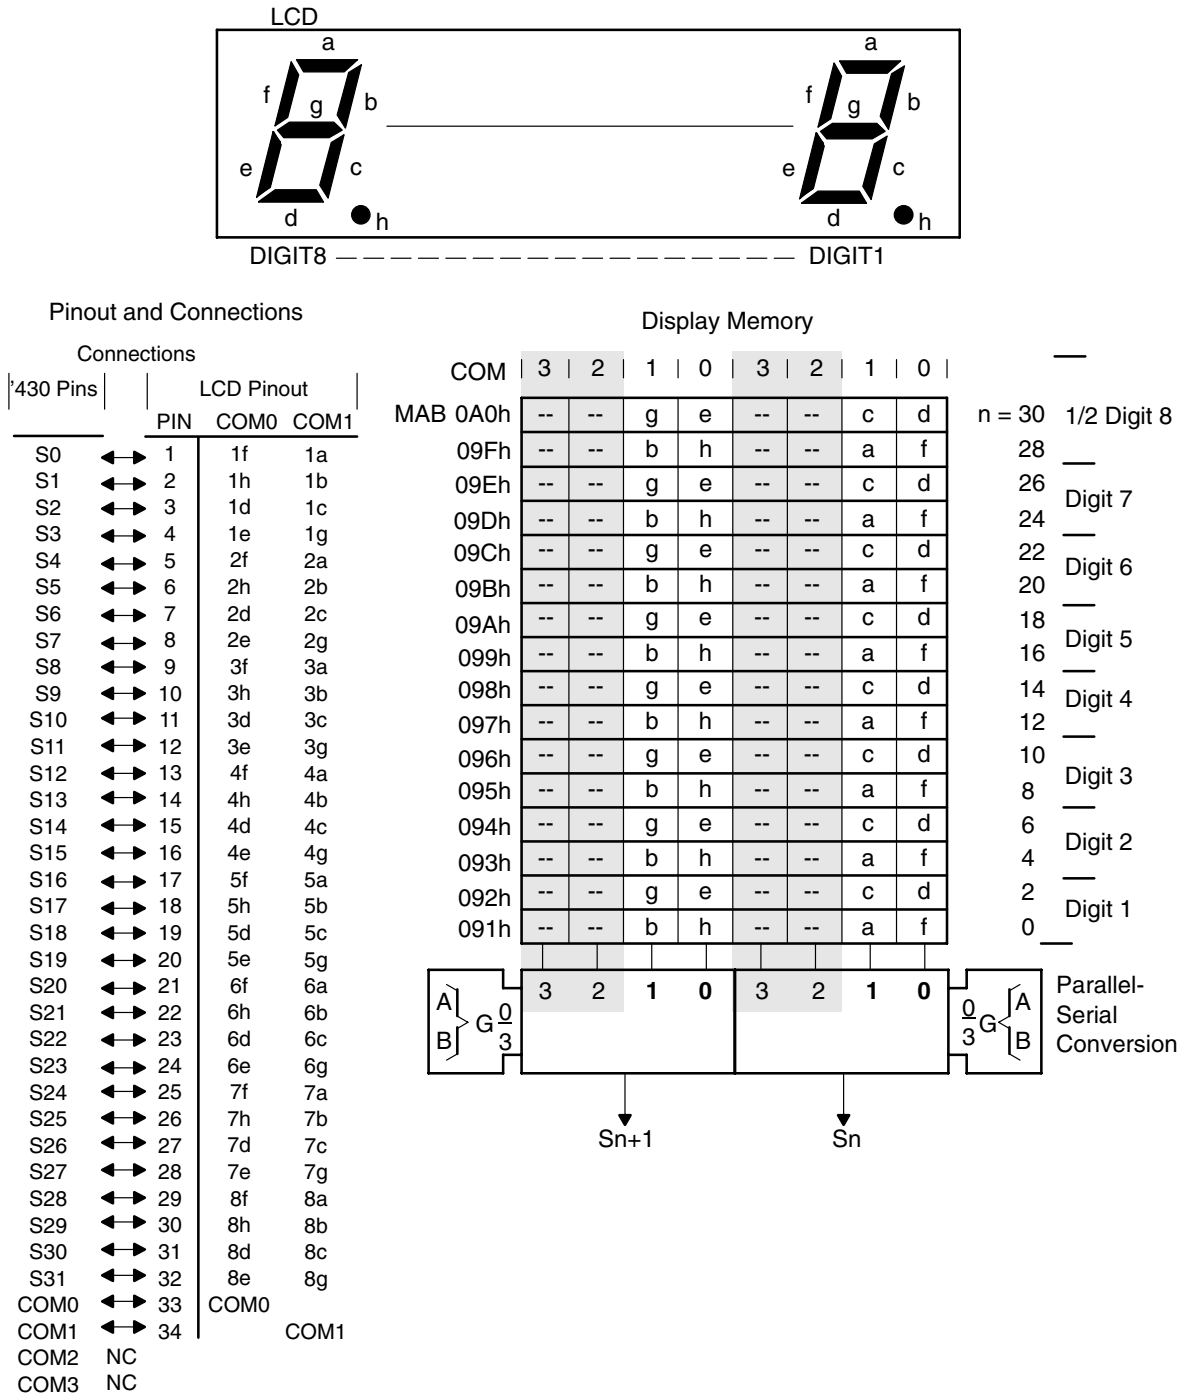 LCD
a a
f g b f g b
e c e c
d h d h
DIGIT8 DIGIT1
Pinout and Connections
Connections
'430 Pins LCD Pinout
PIN COM0 COM1
S0 1 1f 1a
S1 2 1h 1b
S2 3 1d 1c
S3 4 1e 1g
S4 5 2f 2a
S5 6 2h 2b
S6 7 2d 2c
S7 8 2e 2g
S8 9 3f 3a
S9 10 3h 3b
S10 11 3d 3c
S11 12 3e 3g
S12 13 4f 4a
S13 14 4h 4b
S14 15 4d 4c
S15 16 4e 4g
S16 17 5f 5a
S17 18 5h 5b
S18 19 5d 5c
S19 20 5e 5g
S20 21 6f 6a
S21 22 6h 6b
S22 23 6d 6c
S23 24 6e 6g
S24 25 7f 7a
S25 26 7h 7b
S26 27 7d 7c
S27 28 7e 7g
S28 29 8f 8a
S29 30 8h 8b
S30 31 8d 8c
S31 32 8e 8g
COM0 33 COM0
COM1 34 COM1
COM2 NC
COM3 NC
Display Memory
COM 3 2 1 0 3 2 1 0
MAB 0A0h -- -- g e -- -- c d n = 30 1/2 Digit 8
09Fh -- -- b h -- -- a f 28
09Eh -- -- g e -- -- c d 26
Digit 7
09Dh -- -- b h -- -- a f 24
09Ch -- -- g e -- -- c d 22
Digit 6
09Bh -- -- b h -- -- a f 20
09Ah -- -- g e -- -- c d 18
Digit 5
099h -- -- b h -- -- a f 16
098h -- -- g e -- -- c d 14
Digit 4
097h -- -- b h -- -- a f 12
096h -- -- g e -- -- c d 10
Digit 3
095h -- -- b h -- -- a f 8
094h -- -- g e -- -- c d 6
Digit 2
093h -- -- b h -- -- a f 4
092h -- -- g e -- -- c d 2
Digit 1
091h -- -- b h -- -- a f 0
3 2 1 0 3 2 1 0
A B G 0 3
0 3 G A B
Parallel-
Serial
Conversion
Sn+1 Sn